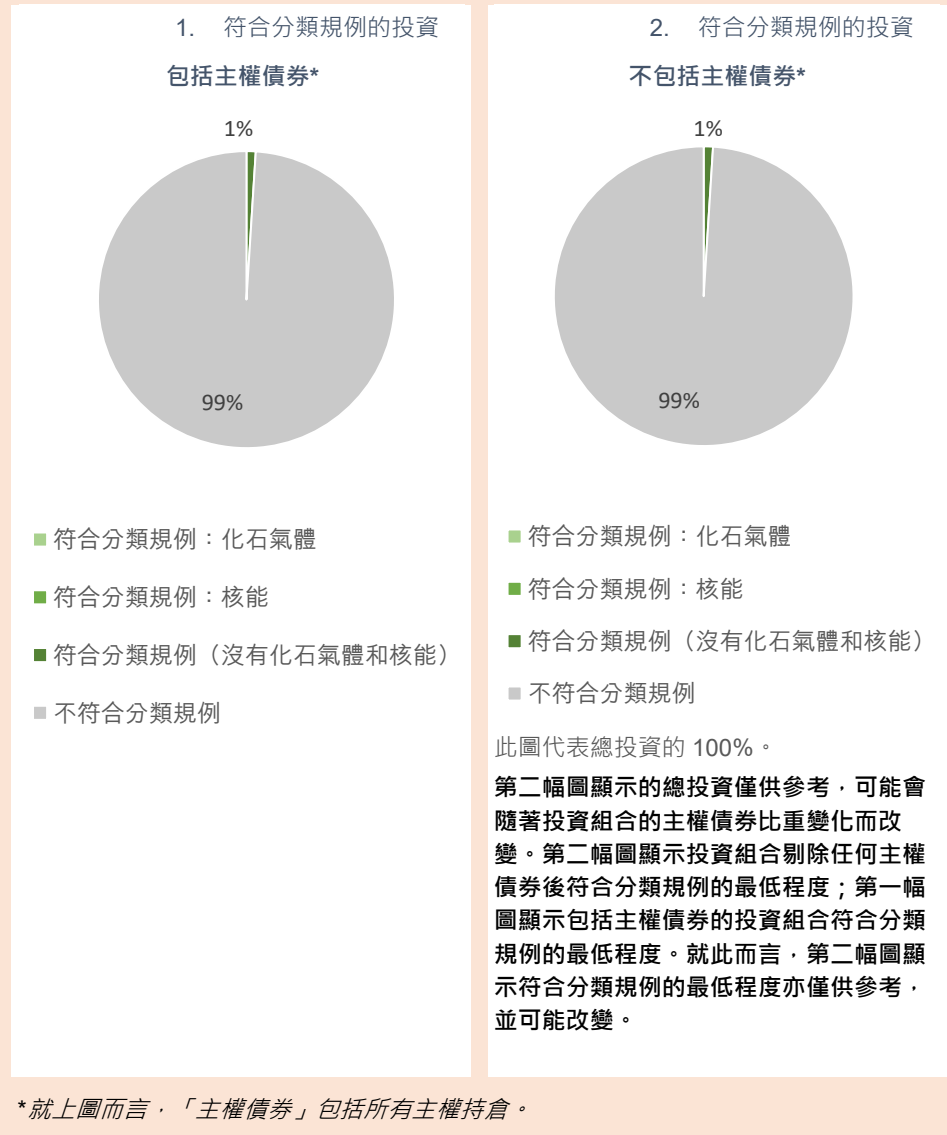 1. 符合分類規例的投資
包括主權債券*
1%
99%
符合分類規例：化石氣體
符合分類規例：核能
符合分類規例（沒有化石氣體和核能）
不符合分類規例
2. 符合分類規例的投資
不包括主權債券*
1%
99%
符合分類規例：化石氣體
符合分類規例：核能
符合分類規例（沒有化石氣體和核能）
不符合分類規例
此圖代表總投資的 100%。
第二幅圖顯示的總投資僅供參考，可能會
隨著投資組合的主權債券比重變化而改
變。第二幅圖顯示投資組合剔除任何主權
債券後符合分類規例的最低程度；第一幅
圖顯示包括主權債券的投資組合符合分類
規例的最低程度。就此而言，第二幅圖顯
示符合分類規例的最低程度亦僅供參考，
並可能改變。
*就上圖而言，「主權債券」包括所有主權持倉。